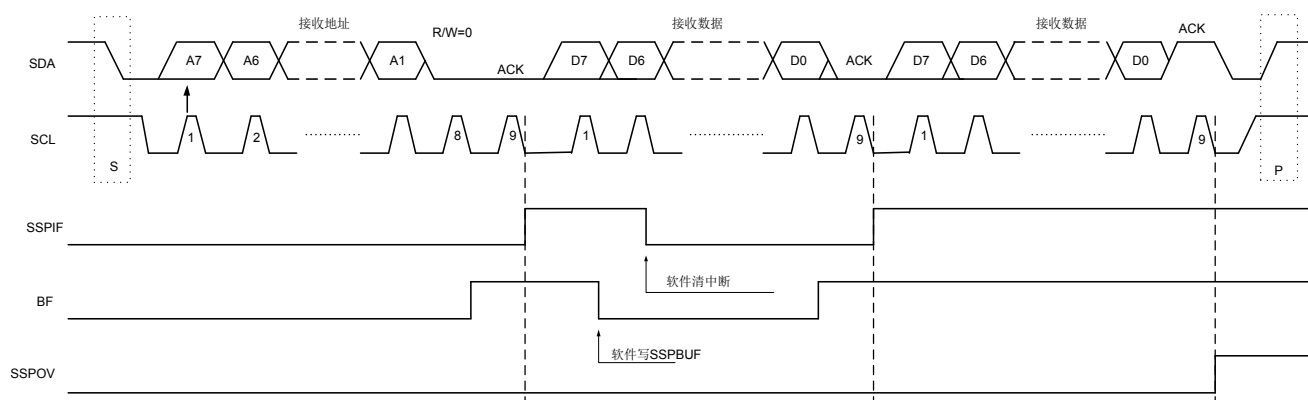 接收地址
接收数据
接收数据
R/W=0
ACK
SDA
A7
A6
A1
ACK
D7
D6
D0
ACK
D7
D6
D0
SCL
1
2
8
9
1
9
1
9
S
P
SSPIF
软件清中断
BF
软件写SSPBUF
SSPOV